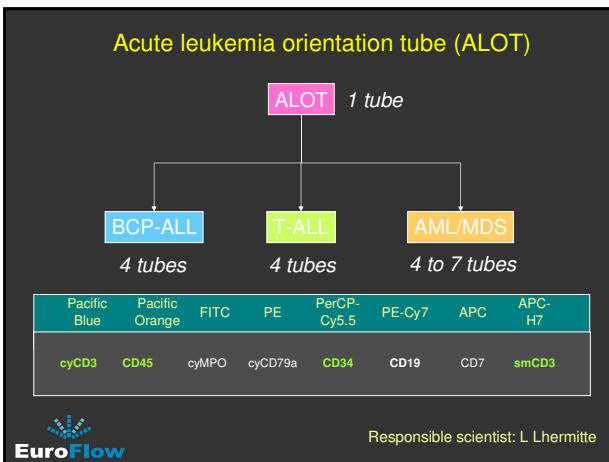 Acute leukemia orientation tube (ALOT)
ALOT 1 tube
BCP-ALL T-ALL AML/MDS
4 tubes 4 tubes 4 to 7 tubes
Pacific Blue Pacific Orange FITC PE PerCP-Cy5.5 PE-Cy7 APC APC-H7
cyCD3 CD45 cyMPO cyCD79a CD34 CD19 CD7 smCD3
EuroFlow
Responsible scientist: L Lhermitte